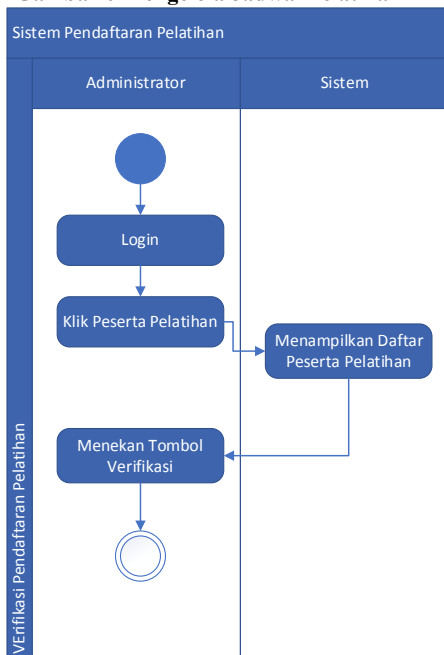 Sistem Pendaftaran Pelatihan
Administrator
Sistem
Login
Klik Peserta Pelatihan
Menampilkan Daftar
Peserta Pelatihan
Menekan Tombol
Verifikasi
VErifikasi Pendaftaran Pelatihan